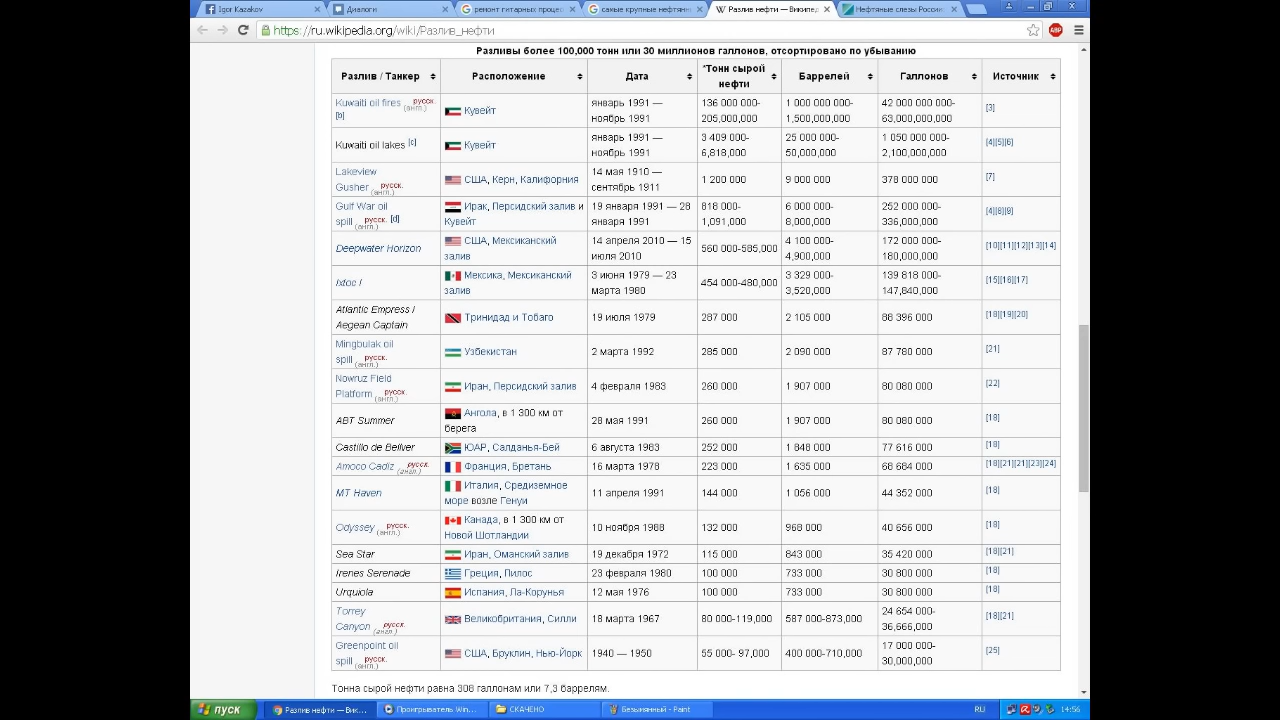 Igor Kazakov
Диалоги
ремонт гитарных процес
самые крупные нефтяны
Разлив нефти — Википед
Нефтяные слезы России
https://ru.wikipedia.org/wiki/Разлив_нефти
Разливы более 100,000 тонн или 30 миллионов галлонов, отсортировано по убыванию
Разлив / Танкер Расположение Дата *Тонн сырой нефти Баррелей Галлонов Источник
Kuwaiti oil fires русск. (англ.) [b] Кувейт январь 1991 — ноябрь 1991 136 000 000-205,000,000 1 000 000 000-1,500,000,000 42 000 000 000-63,000,000,000 [3]
Kuwaiti oil lakes [c] Кувейт январь 1991 — ноябрь 1991 3 409 000-6,818,000 25 000 000-50,000,000 1 050 000 000-2,100,000,000 [4][5][6]
Lakeview Gusher русск. (англ.) США, Керн, Калифорния 14 мая 1910 — сентябрь 1911 1 200 000 9 000 000 378 000 000 [7]
Gulf War oil spill русск. (англ.) [d] Ирак, Персидский залив и Кувейт 19 января 1991 — 28 января 1991 818 000-1,091,000 6 000 000-8,000,000 252 000 000-336,000,000 [4][8][9]
Deepwater Horizon США, Мексиканский залив 14 апреля 2010 — 15 июля 2010 560 000-585,000 4 100 000-4,900,000 172 000 000-180,000,000 [10][11][12][13][14]
Ixtoc I Мексика, Мексиканский залив 3 июня 1979 — 23 марта 1980 454 000-480,000 3 329 000-3,520,000 139 818 000-147,840,000 [15][16][17]
Atlantic Empress / Aegean Captain Тринидад и Тобаго 19 июля 1979 287 000 2 105 000 88 396 000 [18][19][20]
Mingbulak oil spill русск. (англ.) Узбекистан 2 марта 1992 285 000 2 090 000 87 780 000 [21]
Nowruz Field Platform русск. (англ.) Иран, Персидский залив 4 февраля 1983 260 000 1 907 000 80 080 000 [22]
ABT Summer Ангола, в 1 300 км от берега 28 мая 1991 260 000 1 907 000 80 080 000 [18]
Castillo de Bellver ЮАР, Салданья-Бей 6 августа 1983 252 000 1 848 000 77 616 000 [18]
Amoco Cadiz русск. (англ.) Франция, Бретань 16 марта 1978 223 000 1 635 000 68 684 000 [18][21][21][23][24]
MT Haven Италия, Средиземное море возле Генуи 11 апреля 1991 144 000 1 056 000 44 352 000 [18]
Odyssey русск. (англ.) Канада, в 1 300 км от Новой Шотландии 10 ноября 1988 132 000 968 000 40 656 000 [18]
Sea Star Иран, Оманский залив 19 декабря 1972 115 000 843 000 35 420 000 [18][21]
Irenes Serenade Греция, Пилос 23 февраля 1980 100 000 733 000 30 800 000 [18]
Urquiola Испания, Ла-Корунья 12 мая 1976 100 000 733 000 30 800 000 [18]
Torrey Canyon русск. (англ.) Великобритания, Силли 18 марта 1967 80 000-119,000 587 000-873,000 24 654 000-36,666,000 [18][21]
Greenpoint oil spill русск. (англ.) США, Бруклин, Нью-Йорк 1940 — 1950 55 000- 97,000 400 000-710,000 17 000 000-30,000,000 [25]
Тонна сырой нефти равна 308 галлонам или 7,3 баррелям.
пуск
Разлив нефти — Вик...
Проигрыватель Win...
СКАЧЕНО
Безымянный - Paint
RU
14:56